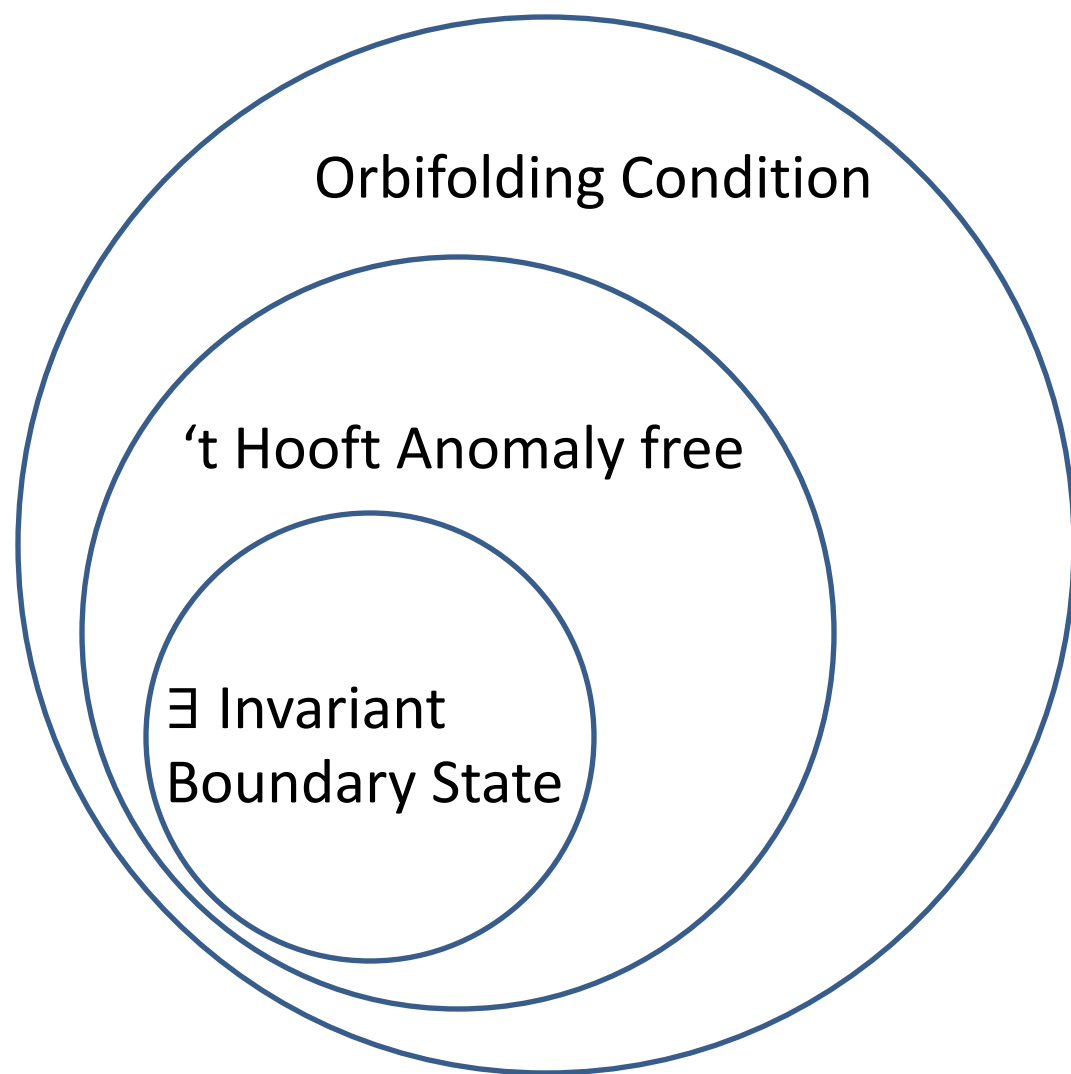 Orbifolding Condition
‘t Hooft Anomaly free
∃ Invariant
Boundary State